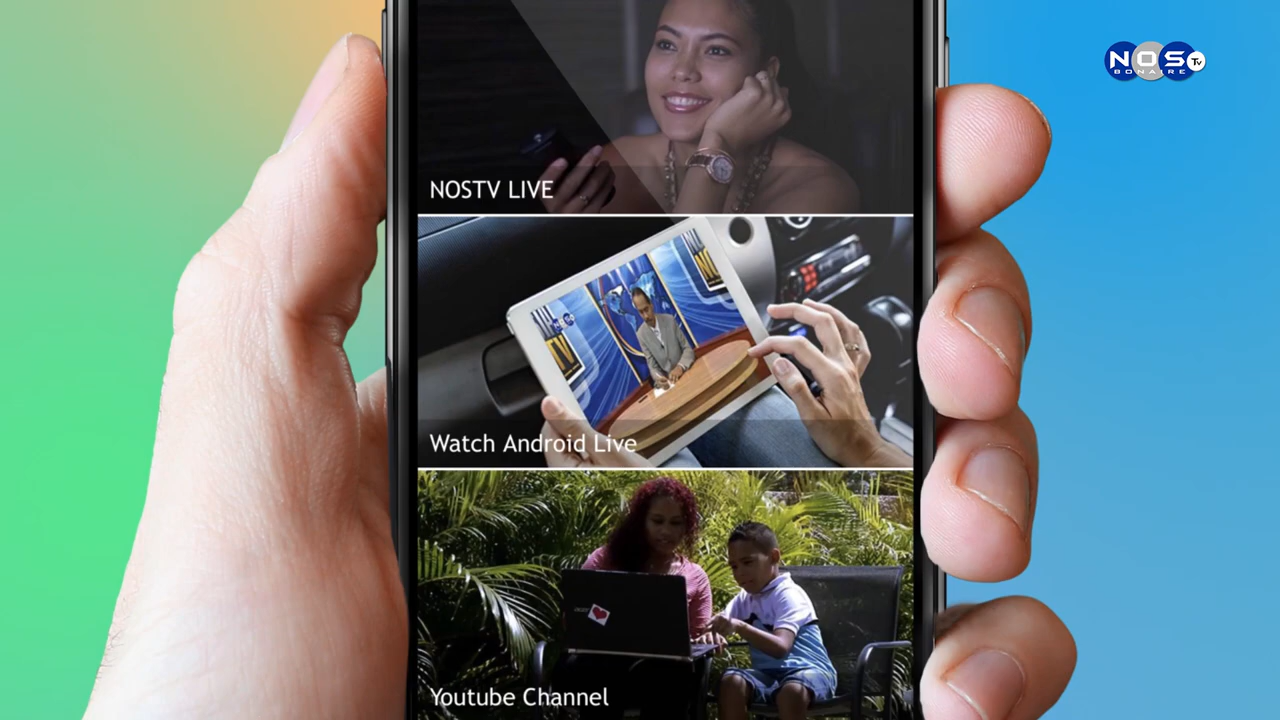 NOS Tv
BONAIRE
NOSTV LIVE
Watch Android Live
Youtube Channel